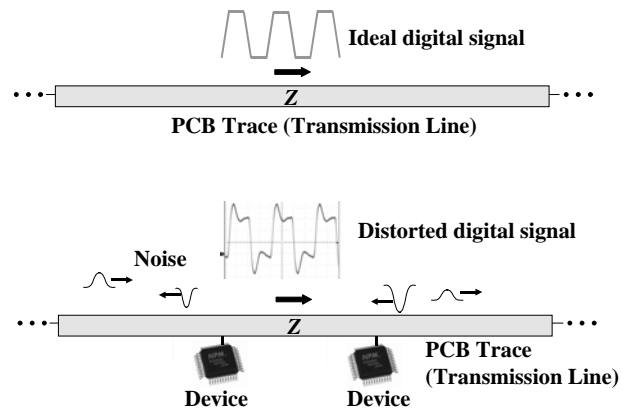 Ideal digital signal
Z
PCB Trace (Transmission Line)
Distorted digital signal
Noise
Z
PCB Trace
(Transmission Line)
Device
Device